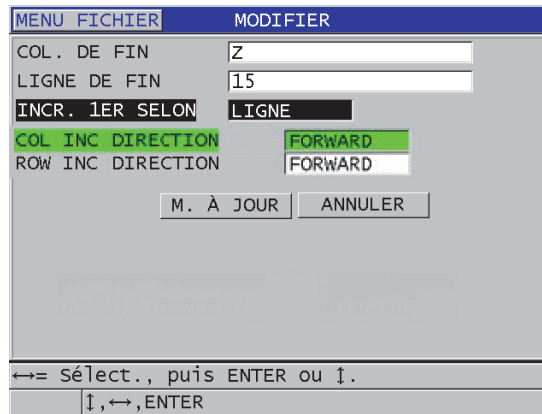 MENU FICHIER MODIFIER
COL. DE FIN Z
LIGNE DE FIN 15
INCR. 1ER SELON LIGNE
COL INC DIRECTION FORWARD
ROW INC DIRECTION FORWARD
M. À JOUR ANNULER
↔= Sélect., puis ENTER ou ↕.
↕,↔,ENTER